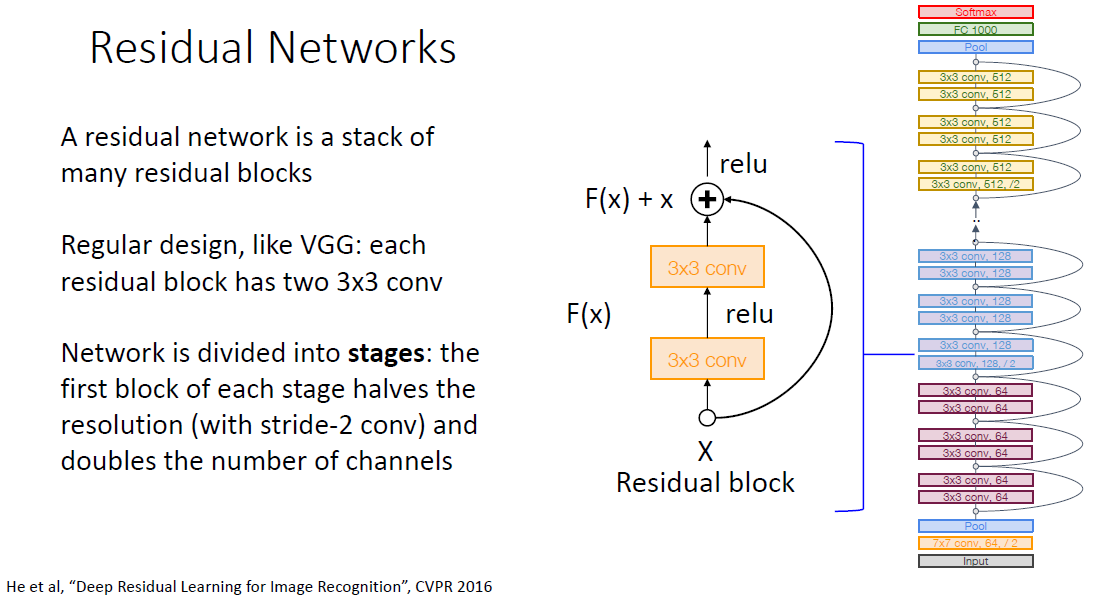 Residual Networks
A residual network is a stack of
many residual blocks
Regular design, like VGG: each
residual block has two 3x3 conv
Network is divided into stages: the
first block of each stage halves the
resolution (with stride-2 conv) and
doubles the number of channels
relu
F(x) + x
3x3 conv
F(x)
relu
3x3 conv
X
Residual block
Softmax
FC 1000
Pool
3x3 conv, 512
3x3 conv, 512
3x3 conv, 512
3x3 conv, 512
3x3 conv, 512
3x3 conv, 512, /2
..
3x3 conv, 128
3x3 conv, 128
3x3 conv, 128
3x3 conv, 128
3x3 conv, 128
3x3 conv, 128, / 2
3x3 conv, 64
3x3 conv, 64
3x3 conv, 64
3x3 conv, 64
3x3 conv, 64
3x3 conv, 64
Pool
7x7 conv, 64, / 2
Input
He et al, “Deep Residual Learning for Image Recognition”, CVPR 2016